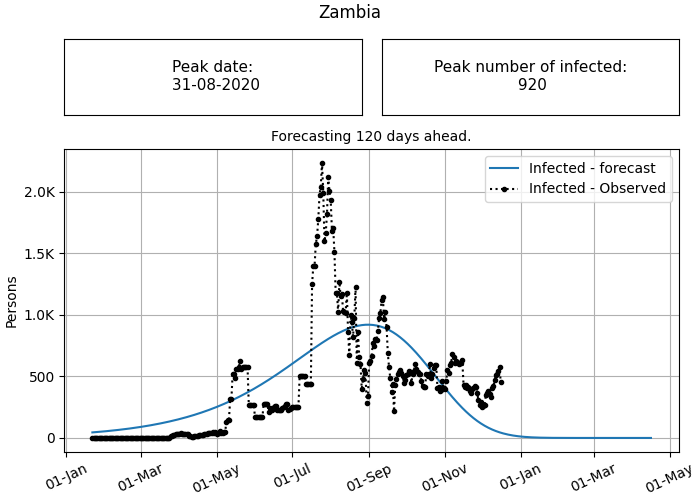 Zambia
Peak date:
31-08-2020
Peak number of infected:
920
Forecasting 120 days ahead.
Infected - forecast
Infected - Observed
Persons
2.0K
1.5K
1.0K
500
0
01-Jan
01-Mar
01-May
01-Jul
01-Sep
01-Nov
01-Jan
01-Mar
01-May